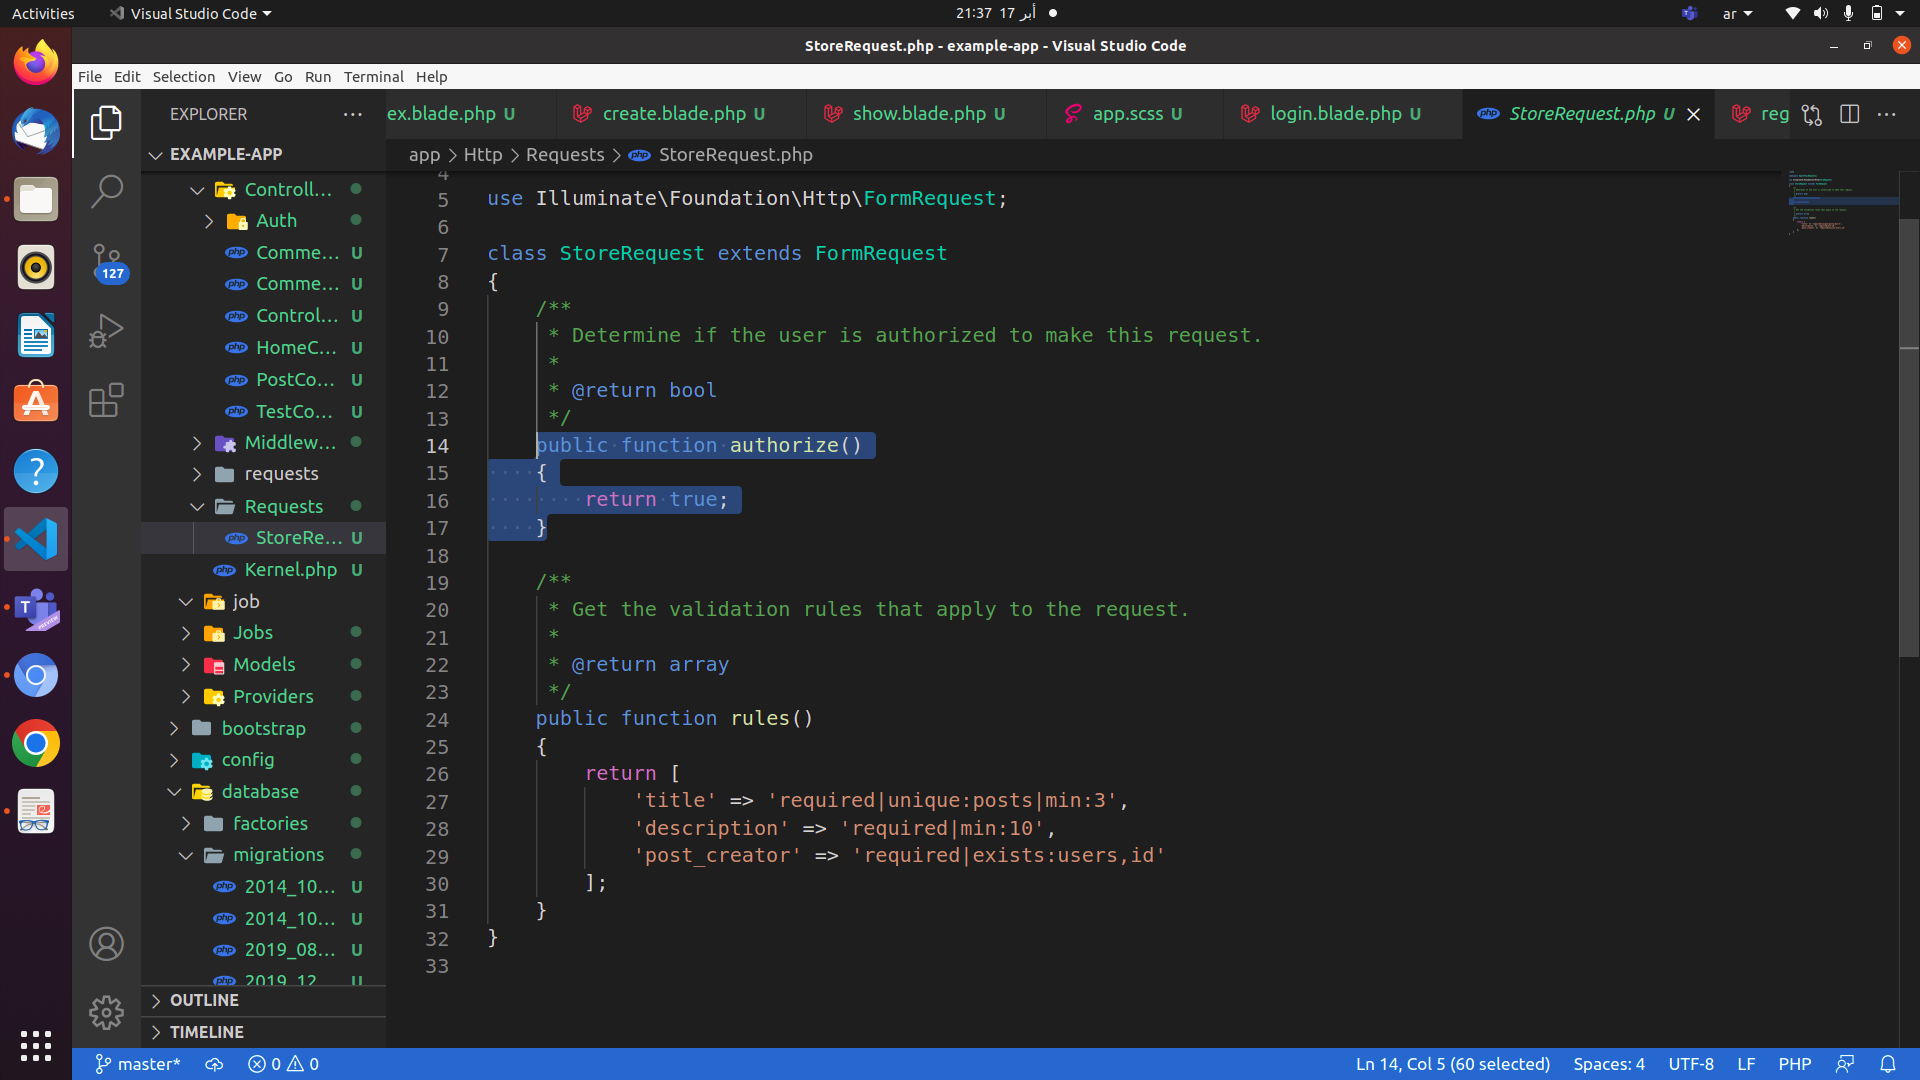 Activities
Visual Studio Code
21:37 17 أبر
ar
StoreRequest.php - example-app - Visual Studio Code
File Edit Selection View Go Run Terminal Help
EXPLORER
EXAMPLE-APP
Controll...
Auth
Comme... U
Comme... U
Control... U
HomeC... U
PostCo... U
TestCo... U
Middlew...
requests
Requests
StoreRe... U
Kernel.php U
job
Jobs
Models
Providers
bootstrap
config
database
factories
migrations
2014_10... U
2014_10... U
2019_08... U
2019_12 U
OUTLINE
TIMELINE
127
ex.blade.php U
create.blade.php U
show.blade.php U
app.scss U
login.blade.php U
StoreRequest.php U
reg
app > Http > Requests > StoreRequest.php
4
5 use Illuminate\Foundation\Http\FormRequest;
6
7 class StoreRequest extends FormRequest
8 {
9 /**
10 * Determine if the user is authorized to make this request.
11 *
12 * @return bool
13 */
14 public function authorize()
15 {
16 return true;
17 }
18
19 /**
20 * Get the validation rules that apply to the request.
21 *
22 * @return array
23 */
24 public function rules()
25 {
26 return [
27 'title' => 'required|unique:posts|min:3',
28 'description' => 'required|min:10',
29 'post_creator' => 'required|exists:users,id'
30 ];
31 }
32 }
33
master* 0 0
Ln 14, Col 5 (60 selected) Spaces: 4 UTF-8 LF PHP